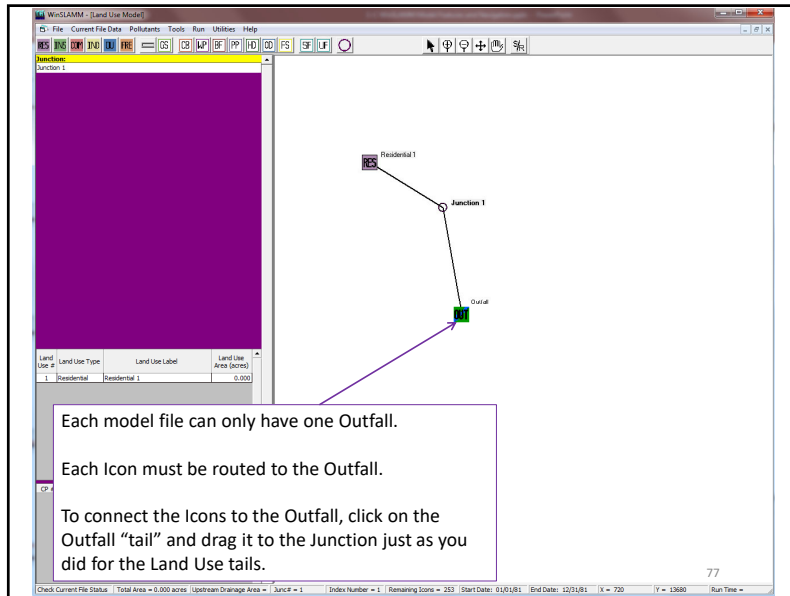 WinSLAMM - [Land Use Model]
File Current File Data Pollutants Tools Run Utilities Help
RES INS COM IND OU FRE GS CB WP BF PP HD OD FS SF UF S/R
Junction:
Junction 1
RES Residential 1
Junction 1
Outfall
OUT
Land Use # Land Use Type Land Use Label Land Use Area (acres)
1 Residential Residential 1 0.000
Each model file can only have one Outfall.
Each Icon must be routed to the Outfall.
CP #
To connect the Icons to the Outfall, click on the
Outfall “tail” and drag it to the Junction just as you
did for the Land Use tails.
77
Check Current File Status Total Area = 0.000 acres Upstream Drainage Area = Junc# = 1 Index Number = 1 Remaining Icons = 253 Start Date: 01/01/81 End Date: 12/31/81 X = 720 Y = 13680 Run Time =